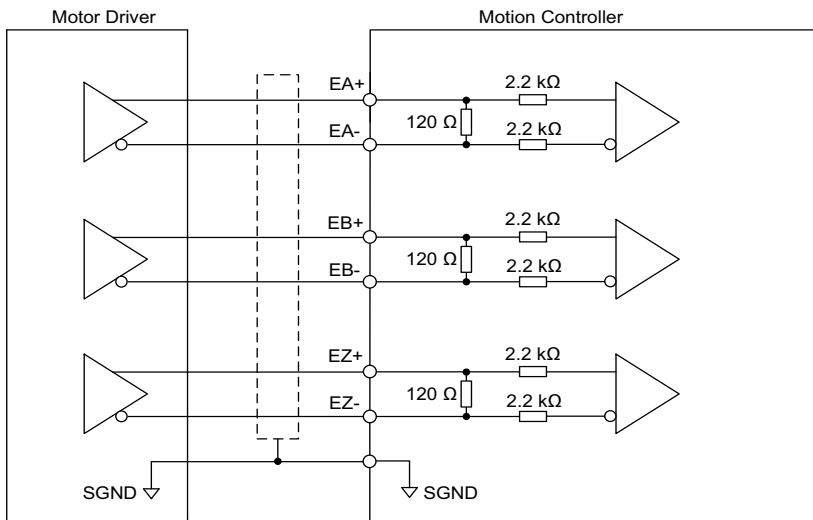 Motor Driver
Motion Controller
EA+
2.2 kΩ
120 Ω
EA-
2.2 kΩ
EB+
2.2 kΩ
120 Ω
EB-
2.2 kΩ
EZ+
2.2 kΩ
120 Ω
EZ-
2.2 kΩ
SGND
SGND